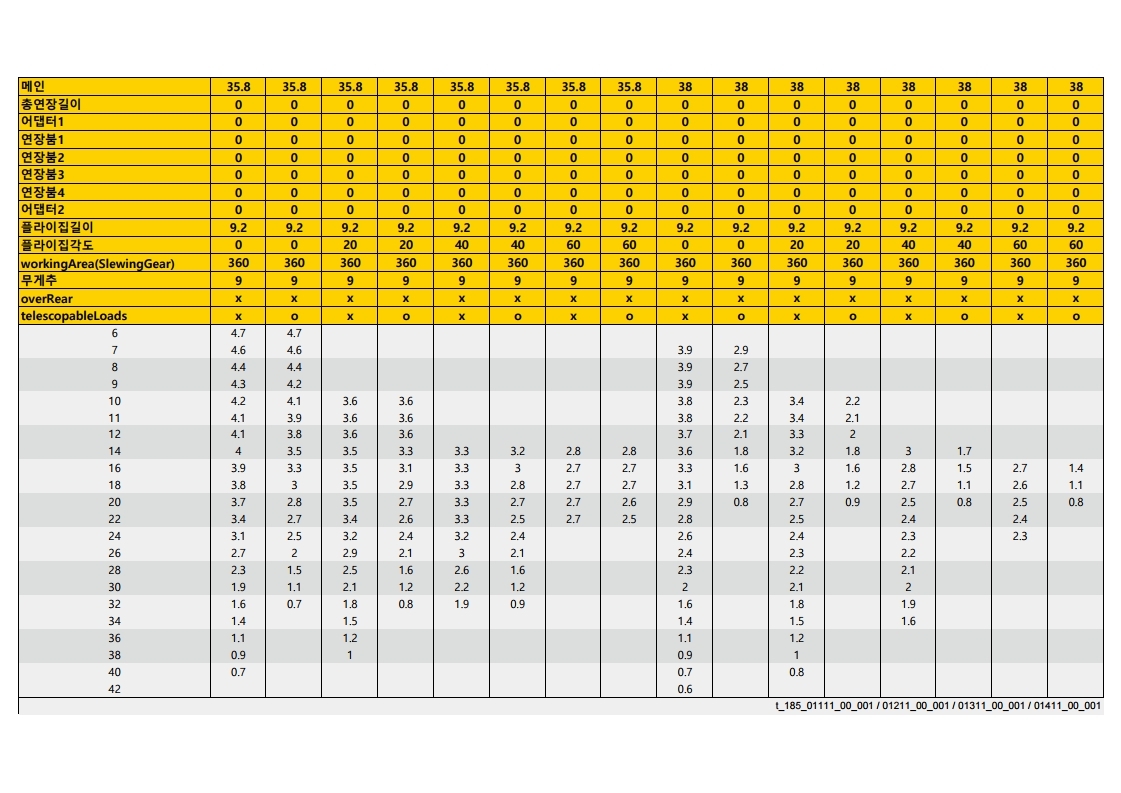 메인 35.8 35.8 35.8 35.8 35.8 35.8 35.8 35.8 38 38 38 38 38 38 38 38
총연장길이 0 0 0 0 0 0 0 0 0 0 0 0 0 0 0 0
어댑터1 0 0 0 0 0 0 0 0 0 0 0 0 0 0 0 0
연장붐1 0 0 0 0 0 0 0 0 0 0 0 0 0 0 0 0
연장붐2 0 0 0 0 0 0 0 0 0 0 0 0 0 0 0 0
연장붐3 0 0 0 0 0 0 0 0 0 0 0 0 0 0 0 0
연장붐4 0 0 0 0 0 0 0 0 0 0 0 0 0 0 0 0
어댑터2 0 0 0 0 0 0 0 0 0 0 0 0 0 0 0 0
플라이집길이 9.2 9.2 9.2 9.2 9.2 9.2 9.2 9.2 9.2 9.2 9.2 9.2 9.2 9.2 9.2 9.2
플라이집각도 0 0 20 20 40 40 60 60 0 0 20 20 40 40 60 60
workingArea(SlewingGear) 360 360 360 360 360 360 360 360 360 360 360 360 360 360 360 360
무게추 9 9 9 9 9 9 9 9 9 9 9 9 9 9 9 9
overRear x x x x x x x x x x x x x x x x
telescopableLoads x o x o x o x o x o x o x o x o
6 4.7 4.7
7 4.6 4.6 3.9 2.9
8 4.4 4.4 3.9 2.7
9 4.3 4.2 3.9 2.5
10 4.2 4.1 3.6 3.6 3.8 2.3 3.4 2.2
11 4.1 3.9 3.6 3.6 3.8 2.2 3.4 2.1
12 4.1 3.8 3.6 3.6 3.7 2.1 3.3 2
14 4 3.5 3.5 3.3 3.3 3.2 2.8 2.8 3.6 1.8 3.2 1.8 3 1.7
16 3.9 3.3 3.5 3.1 3.3 3 2.7 2.7 3.3 1.6 3 1.6 2.8 1.5 2.7 1.4
18 3.8 3 3.5 2.9 3.3 2.8 2.7 2.7 3.1 1.3 2.8 1.2 2.7 1.1 2.6 1.1
20 3.7 2.8 3.5 2.7 3.3 2.7 2.7 2.6 2.9 0.8 2.7 0.9 2.5 0.8 2.5 0.8
22 3.4 2.7 3.4 2.6 3.3 2.5 2.7 2.5 2.8 2.5 2.4 2.4
24 3.1 2.5 3.2 2.4 3.2 2.4 2.6 2.4 2.3 2.3
26 2.7 2 2.9 2.1 3 2.1 2.4 2.3 2.2
28 2.3 1.5 2.5 1.6 2.6 1.6 2.3 2.2 2.1
30 1.9 1.1 2.1 1.2 2.2 1.2 2 2.1 2
32 1.6 0.7 1.8 0.8 1.9 0.9 1.6 1.8 1.9
34 1.4 1.5 1.4 1.5 1.6
36 1.1 1.2 1.1 1.2
38 0.9 1 0.9 1
40 0.7 0.7 0.8
42 0.6
t_185_01111_00_001 / 01211_00_001 / 01311_00_001 / 01411_00_001